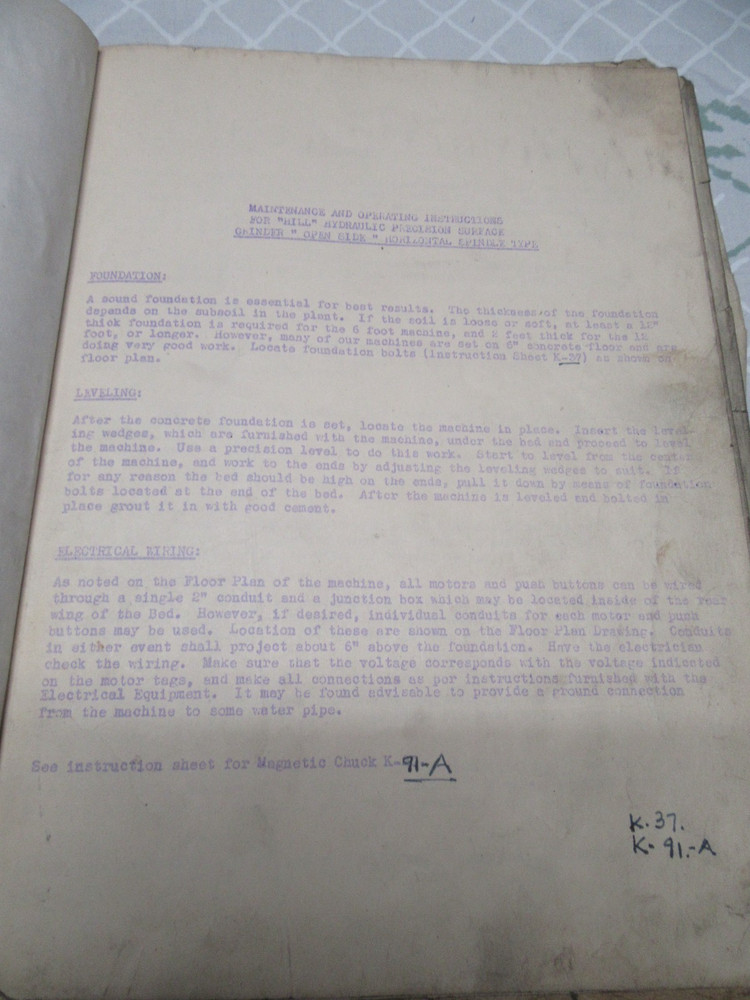 MAINTENANCE AND OPERATING INSTRUCTIONS
FOR "HILL" HYDRAULIC PRECISION SURFACE
GRINDER " OPEN SIDE " HORIZONTAL SPINDLE TYPE
FOUNDATION:
A sound foundation is essential for best results. The thickness of the foundation
depends on the subsoil in the plant. If the soil is loose or soft, at least a 12"
thick foundation is required for the 6 foot machine, and 2 feet thick for the 12
foot, or longer. However, many of our machines are set on 6" concrete floor and are
doing very good work. Locate foundation bolts (Instruction Sheet K-37) as shown on
floor plan.
LEVELING:
After the concrete foundation is set, locate the machine in place. Insert the level-
ing wedges, which are furnished with the machine, under the bed and proceed to level
the machine. Use a precision level to do this work. Start to level from the center
of the machine, and work to the ends by adjusting the leveling wedges to suit. If
for any reason the bed should be high on the ends, pull it down by means of foundation
bolts located at the end of the bed. After the machine is leveled and bolted in
place grout it in with good cement.
ELECTRICAL WIRING:
As noted on the Floor Plan of the machine, all motors and push buttons can be wired
through a single 2" conduit and a junction box which may be located inside of the rear
wing of the Bed. However, if desired, individual conduits for each motor and push
buttons may be used. Location of these are shown on the Floor Plan Drawing. Conduits
in either event shall project about 6" above the foundation. Have the electrician
check the wiring. Make sure that the voltage corresponds with the voltage indicated
on the motor tags, and make all connections as per instructions furnished with the
Electrical Equipment. It may be found advisable to provide a ground connection
from the machine to some water pipe.
See instruction sheet for Magnetic Chuck K-91-A
K.37.
K-91.-A